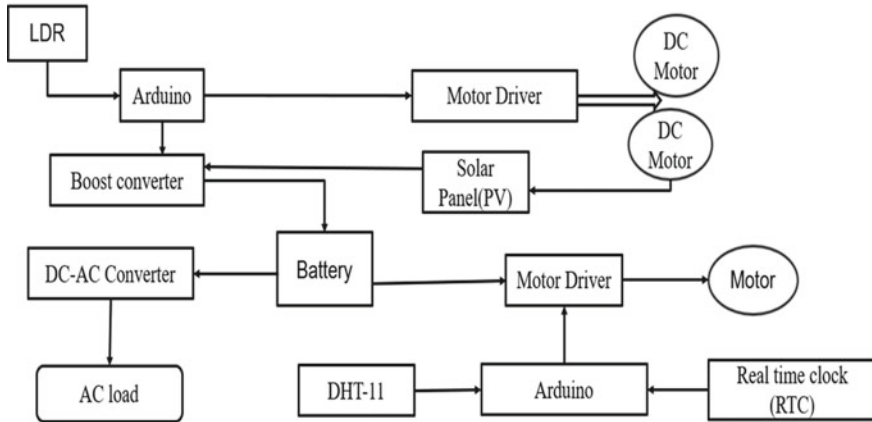 LDR
DC
Motor
Arduino
Motor Driver
DC
Motor
Boost converter
Solar
Panel(PV)
DC-AC Converter
Battery
Motor Driver
Motor
AC load
DHT-11
Arduino
Real time clock
(RTC)